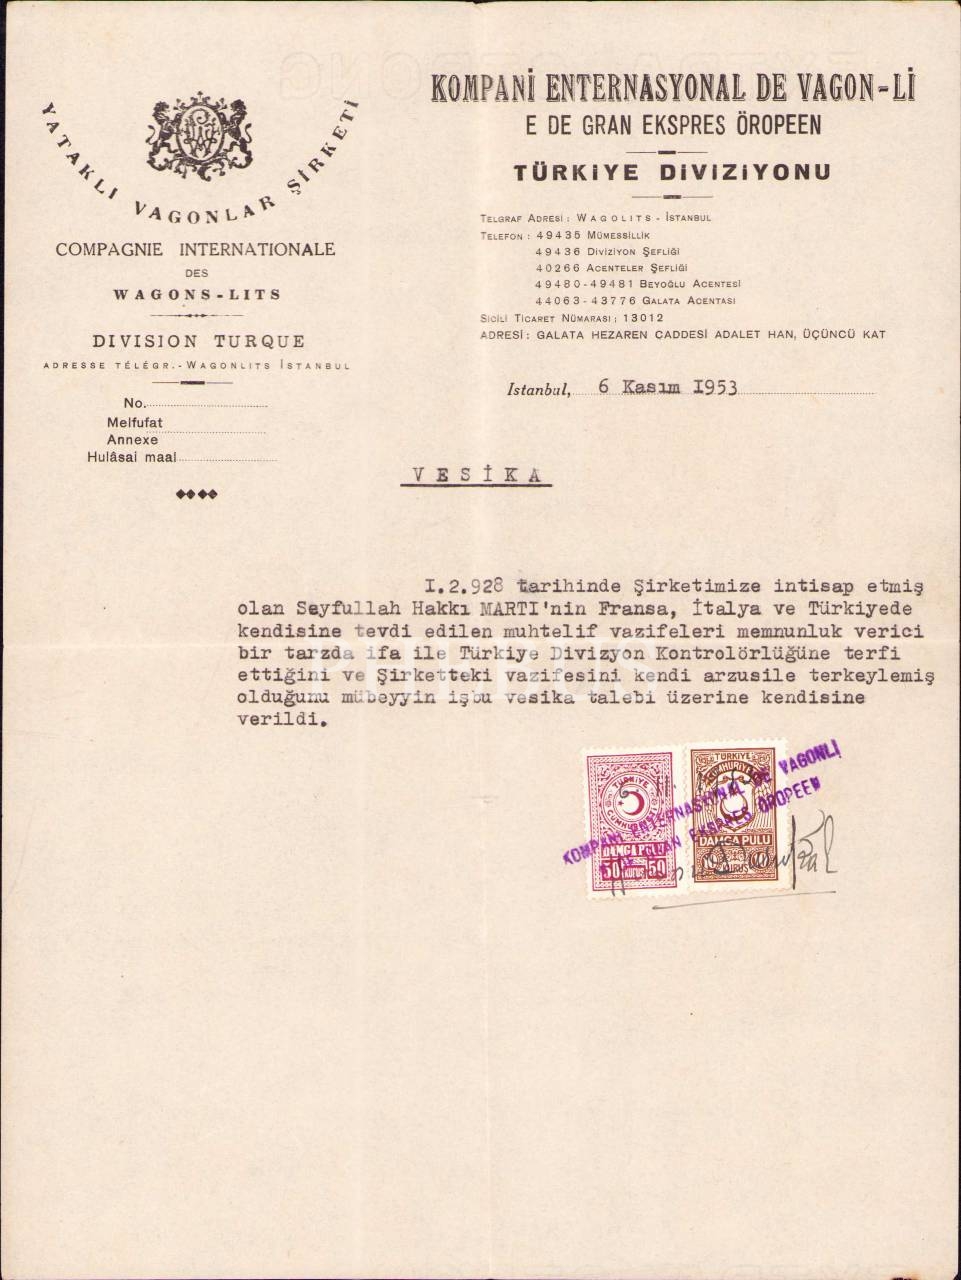 YATAKLI VAGONLAR ŞİRKETİ
COMPAGNIE INTERNATIONALE
DES
WAGONS-LITS
DIVISION TURQUE
ADRESSE TÉLÉGR.-WAGONLITS İSTANBUL
No.
Melfufat
Annexe
Hulâsai maal
KOMPANİ ENTERNASYONAL DE VAGON-Lİ
E DE GRAN EKSPRES ÖROPEEN
TÜRKİYE DİVİZİYONU
TELGRAF ADRESİ: WAGOLITS - İSTANBUL
TELEFON : 49435 MÜMESSİLLİK
49436 DİVİZİYON ŞEFLİĞİ
40266 ACENTELER ŞEFLİĞİ
49480-49481 BEYOĞLU ACENTESİ
44063-43776 GALATA ACENTASI
SİCİLİ TİCARET NÜMARASI: 13012
ADRESİ: GALATA HEZAREN CADDESİ ADALET HAN, ÜÇÜNCÜ KAT
Istanbul, 6 Kasım I953
VESİKA
I.2.928 tarihinde Şirketimize intisap etmiş
olan Seyfullah Hakkı MARTI'nin Fransa, İtalya ve Türkiyede
kendisine tevdi edilen muhtelif vazifeleri memnunluk verici
bir tarzda ifa ile Türkiye Divizyon Kontrolörlüğüne terfi
ettiğini ve Şirketteki vazifesini kendi arzusile terkeylemiş
olduğunu mübeyyin işbu vesika talebi üzerine kendisine
verildi.
TÜRKİYE
CUMHURİYETİ
DAMGA PULU
50 KURUŞ 50
TÜRKİYE
CUMHURİYETİ
DAMGA PULU
KURUŞ
KOMPANİ ENTERNASYONAL DE VAGONLİ
E DE GRAN EKSPRES ÖROPEEN